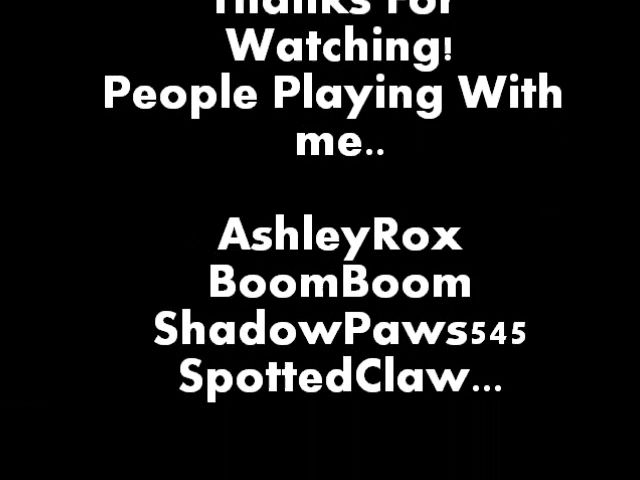 Thanks For
Watching!
People Playing With
me..
AshleyRox
BoomBoom
ShadowPaws545
SpottedClaw...